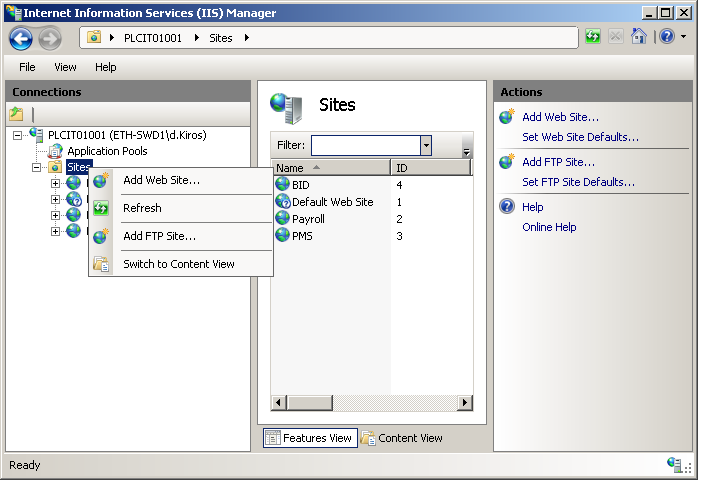 Internet Information Services (IIS) Manager
PLCIT01001 Sites
File View Help
Connections
PLCIT01001 (ETH-SWD1\d.Kiros)
Application Pools
Sites
Add Web Site...
Refresh
Add FTP Site...
Switch to Content View
Sites
Filter:
Name ID
BID 4
Default Web Site 1
Payroll 2
PMS 3
Features View Content View
Actions
Add Web Site...
Set Web Site Defaults...
Add FTP Site...
Set FTP Site Defaults...
Help
Online Help
Ready